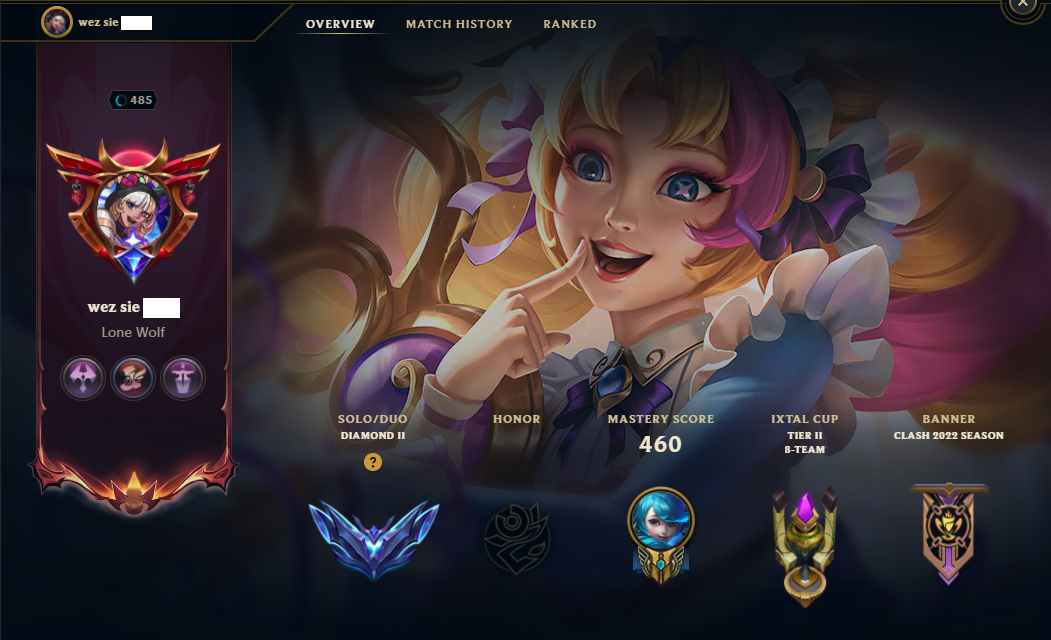 wez sie
OVERVIEW
MATCH HISTORY
RANKED
485
wez sie
Lone Wolf
SOLO/DUO
DIAMOND II
?
HONOR
MASTERY SCORE
460
IXTAL CUP
TIER II
8-TEAM
BANNER
CLASH 2022 SEASON